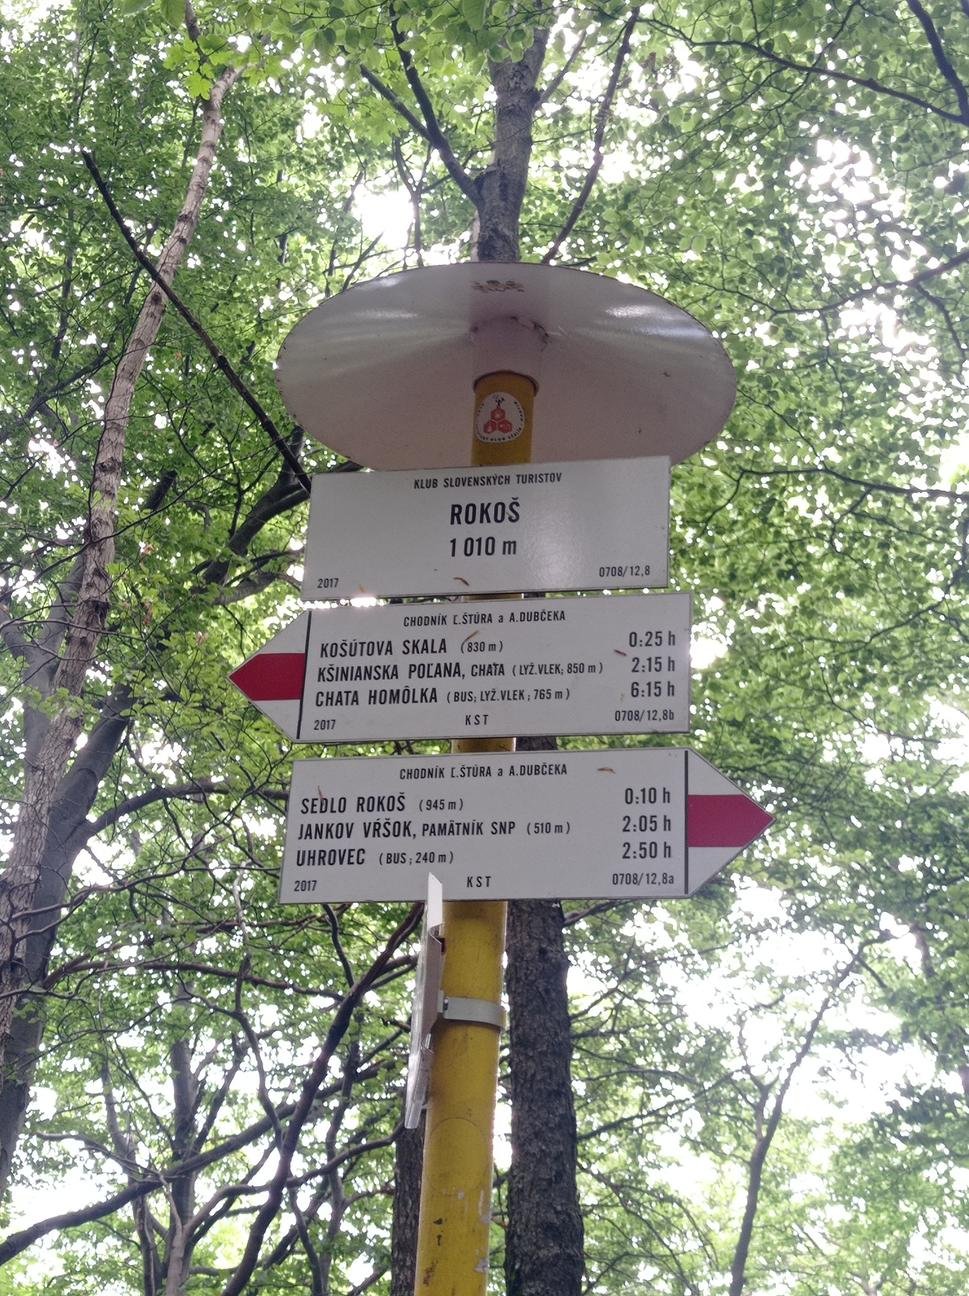 KLUB SLOVENSKÝCH TURISTOV
ROKOŠ
1 010 m
2017 0708/12,8
CHODNÍK Ľ.ŠTÚRA a A.DUBČEKA
KOŠÚTOVA SKALA (830 m) 0:25 h
KŠINIANSKA POĽANA, CHATA (LYŽ.VLEK; 850 m) 2:15 h
CHATA HOMÔLKA (BUS; LYŽ.VLEK; 765 m) 6:15 h
2017 KST 0708/12,8b
CHODNÍK Ľ.ŠTÚRA a A.DUBČEKA
SEDLO ROKOŠ (945 m) 0:10 h
JANKOV VŔŠOK, PAMÄTNÍK SNP (510 m) 2:05 h
UHROVEC (BUS; 240 m) 2:50 h
2017 KST 0708/12,8a